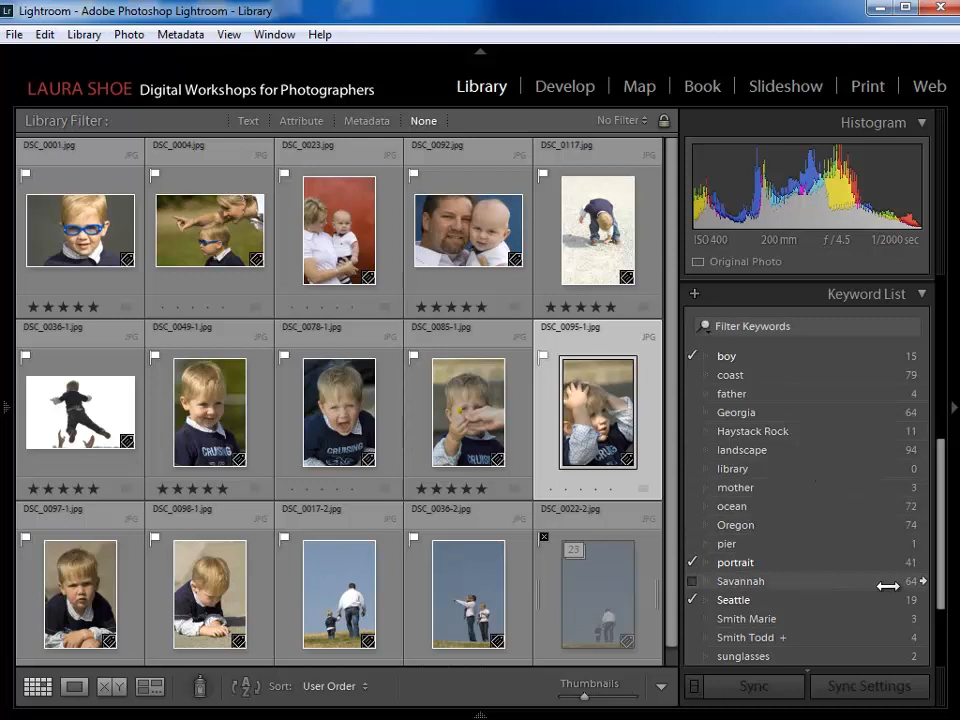 Lr Lightroom - Adobe Photoshop Lightroom - Library
File Edit Library Photo Metadata View Window Help
LAURA SHOE Digital Workshops for Photographers
Library | Develop | Map | Book | Slideshow | Print | Web
Library Filter : Text Attribute Metadata None No Filter
Histogram
DSC_0001.jpg JPG DSC_0004.jpg JPG DSC_0023.jpg JPG DSC_0092.jpg JPG DSC_0117.jpg JPG
ISO 400 200 mm ƒ / 4.5 1/2000 sec
Original Photo
+ Keyword List
Filter Keywords
DSC_0036-1.jpg JPG DSC_0049-1.jpg JPG DSC_0078-1.jpg JPG DSC_0085-1.jpg JPG DSC_0095-1.jpg JPG
boy 15
coast 79
father 4
Georgia 64
Haystack Rock 11
landscape 94
library 0
mother 3
ocean 72
Oregon 74
pier 1
portrait 41
Savannah 64
Seattle 19
Smith Marie 3
Smith Todd + 4
sunglasses 2
CRUISING CRUISING
DSC_0097-1.jpg JPG DSC_0098-1.jpg JPG DSC_0017-2.jpg JPG DSC_0036-2.jpg JPG DSC_0022-2.jpg JPG
23
X Y Sort: User Order Thumbnails
Sync Sync Settings